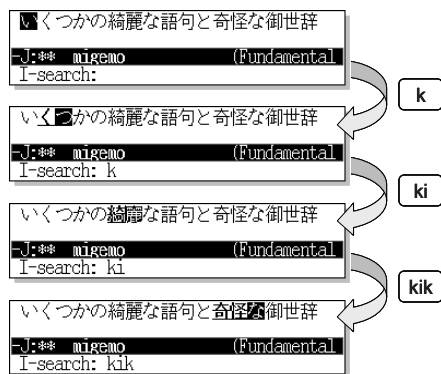 いくつかの綺麗な語句と奇怪な御世辞
-J:** migemo (Fundamental
I-search:
k
いくつかの綺麗な語句と奇怪な御世辞
-J:** migemo (Fundamental
I-search: k
ki
いくつかの綺麗な語句と奇怪な御世辞
-J:** migemo (Fundamental
I-search: ki
kik
いくつかの綺麗な語句と奇怪な御世辞
-J:** migemo (Fundamental
I-search: kik